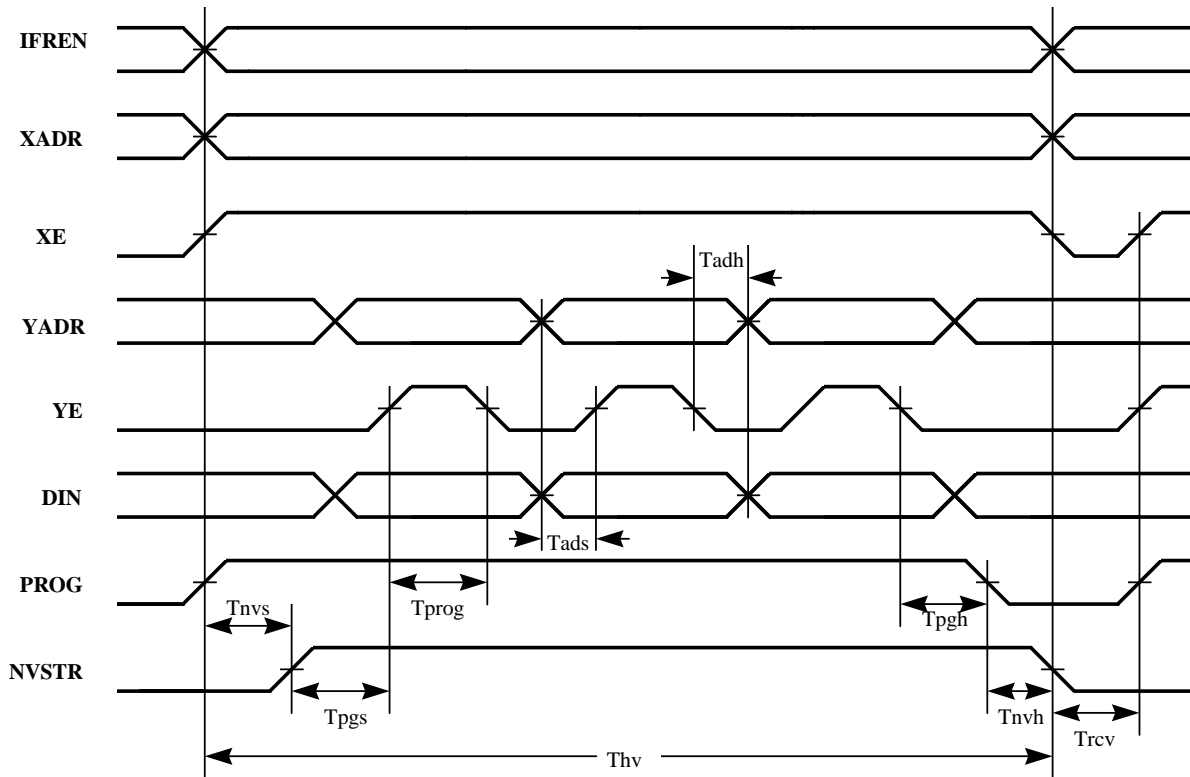 IFREN
XADR
XE
Tadh
YADR
YE
DIN
Tads
PROG
Tprog
Tpgh
Tnvs
NVSTR
Tpgs
Tnvh
Trcv
Thv